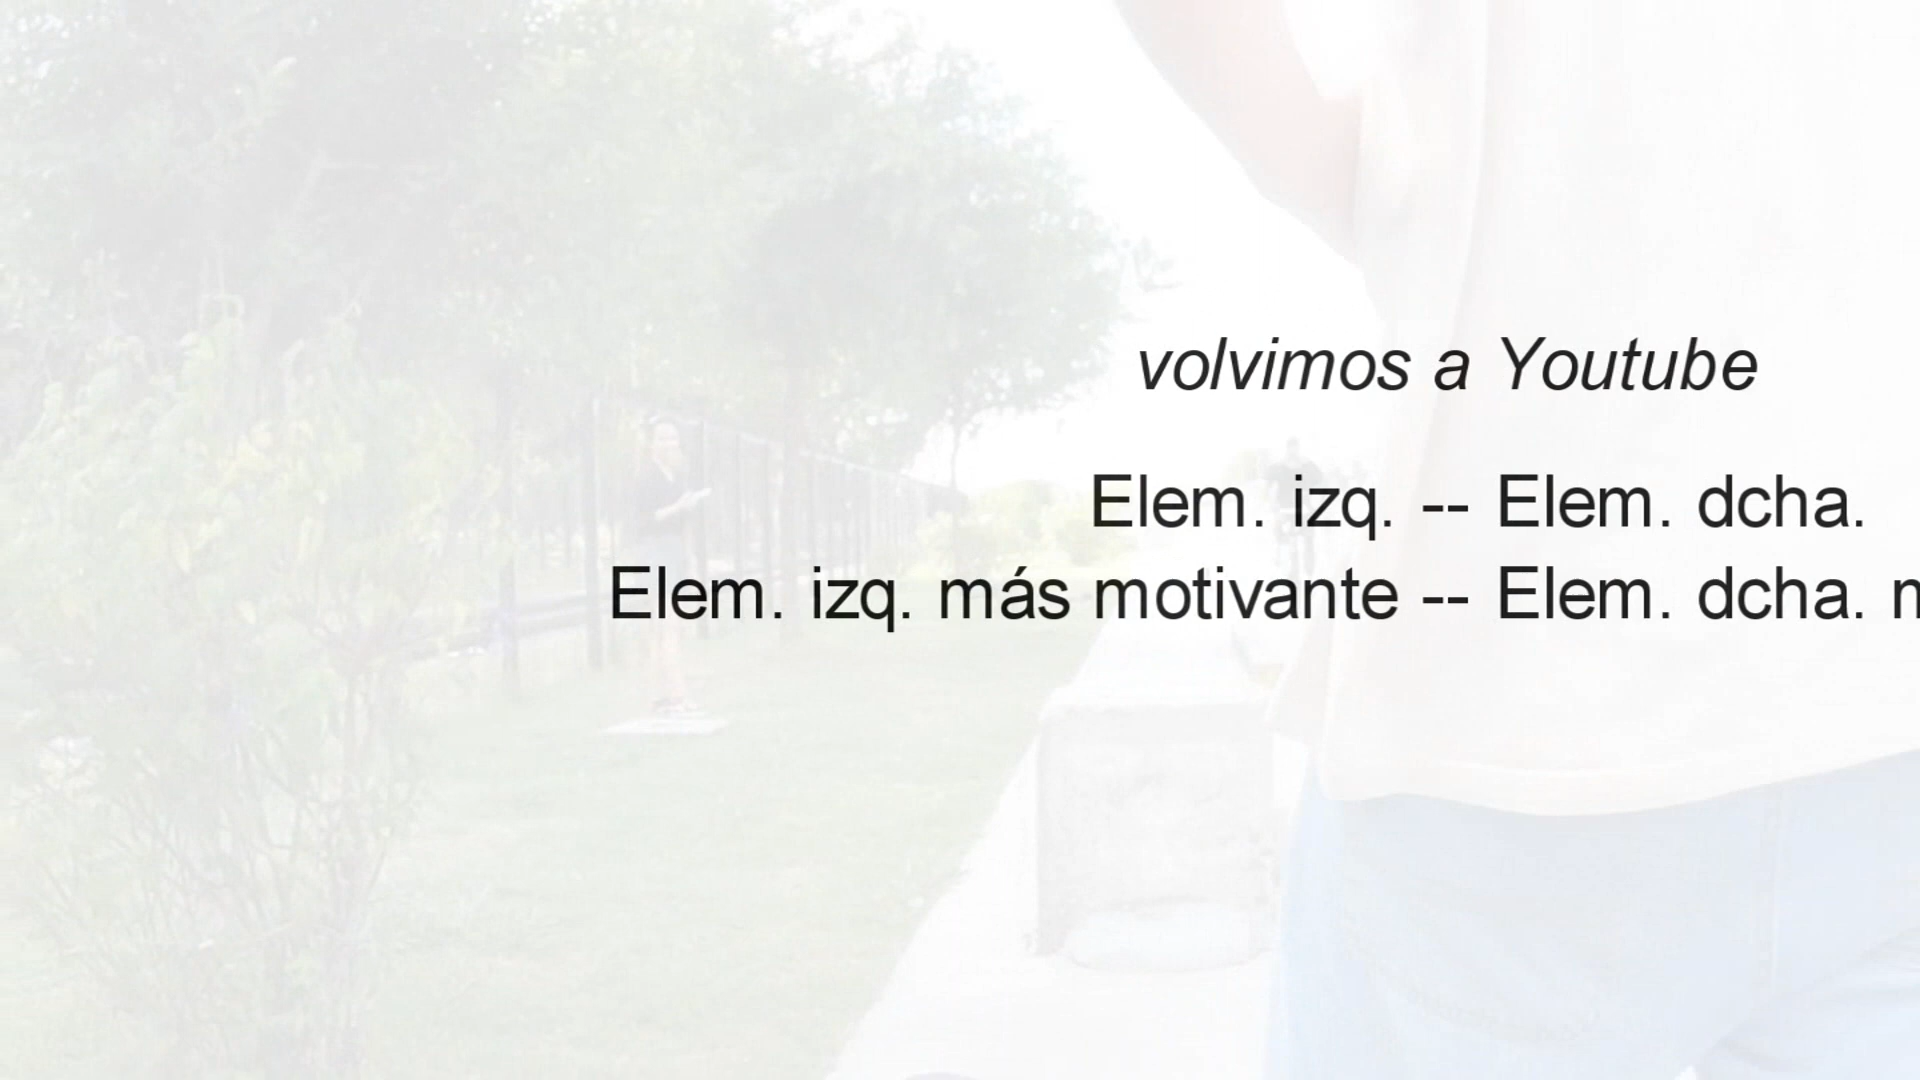 volvimos a Youtube
Elem. izq. -- Elem. dcha.
Elem. izq. más motivante -- Elem. dcha.